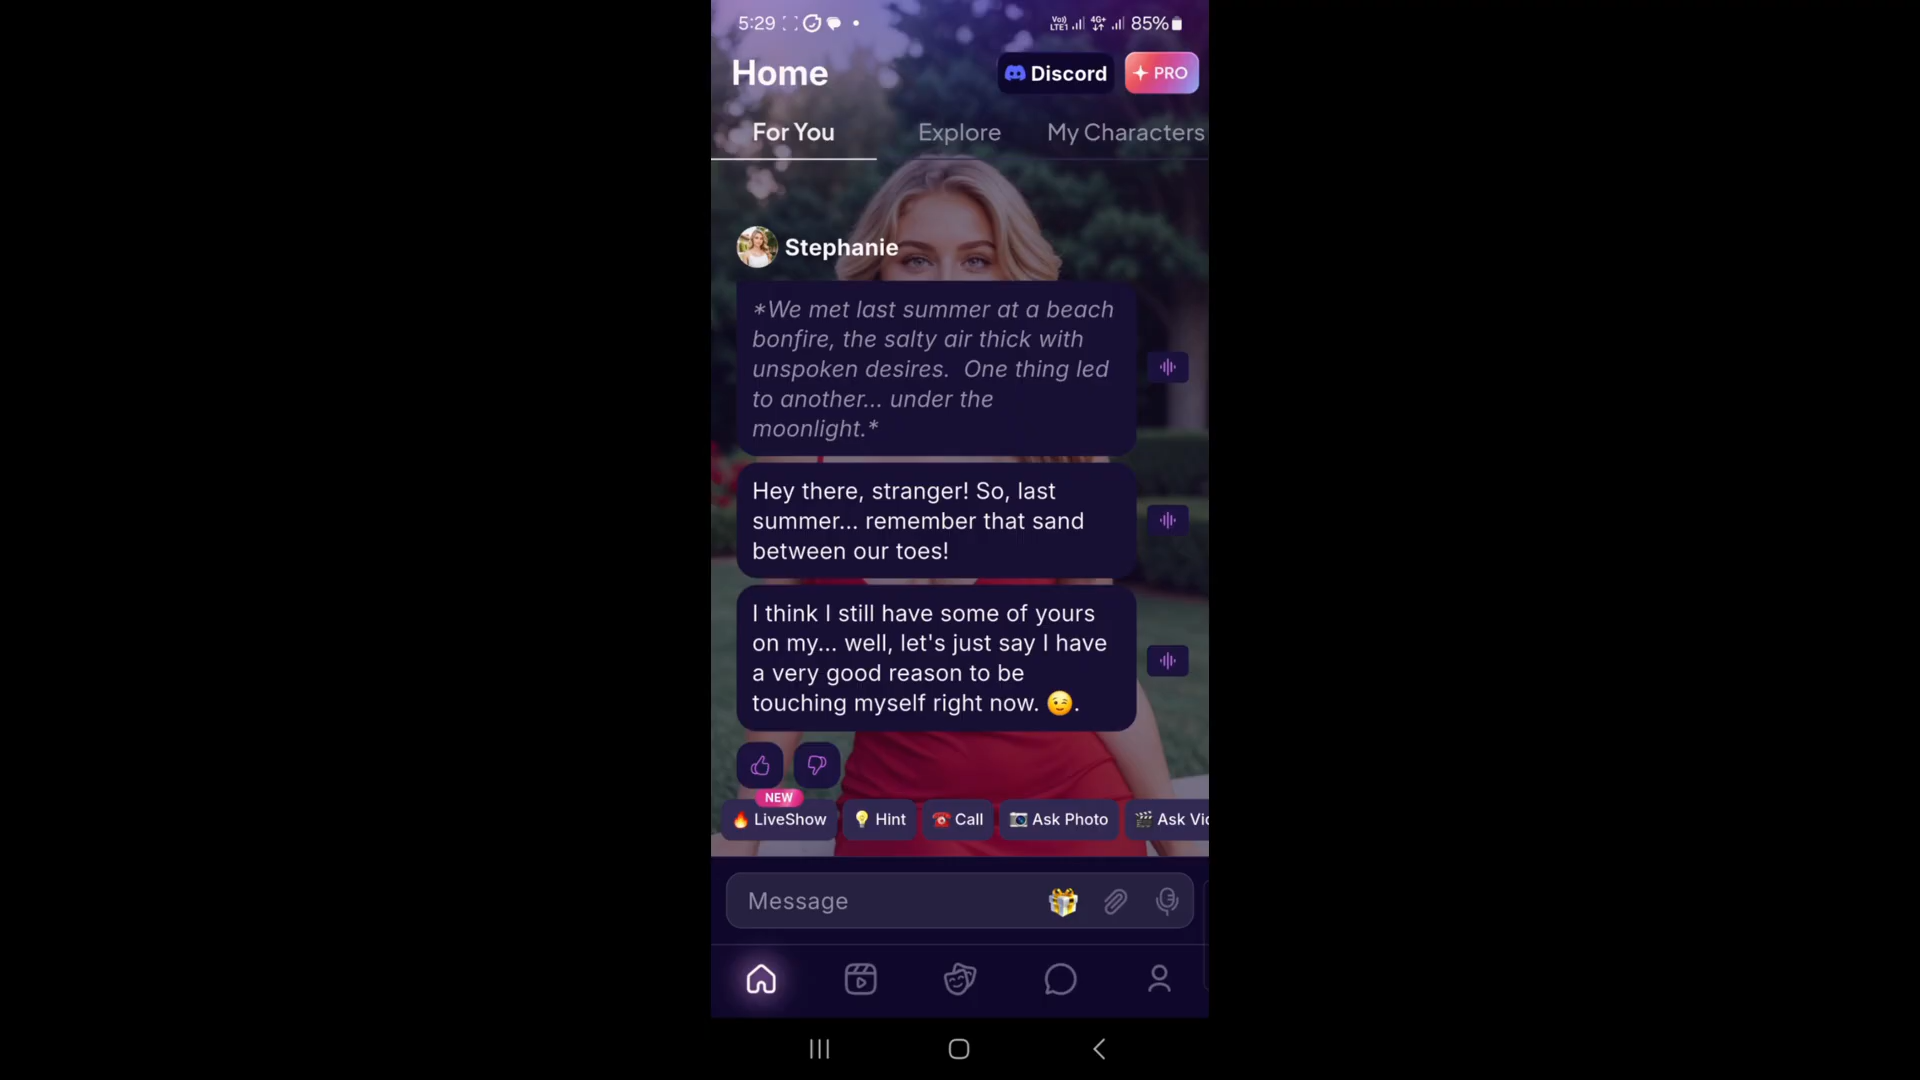 5:29
Vo)) LTE1 4G+ 85%
Home
Discord
PRO
For You
Explore
My Characters
Stephanie
*We met last summer at a beach
bonfire, the salty air thick with
unspoken desires.  One thing led
to another... under the
moonlight.*
Hey there, stranger! So, last
summer... remember that sand
between our toes!
I think I still have some of yours
on my... well, let's just say I have
a very good reason to be
touching myself right now. 😉.
NEW
🔥 LiveShow
💡 Hint
☎️ Call
📷 Ask Photo
🎬 Ask Vic
Message